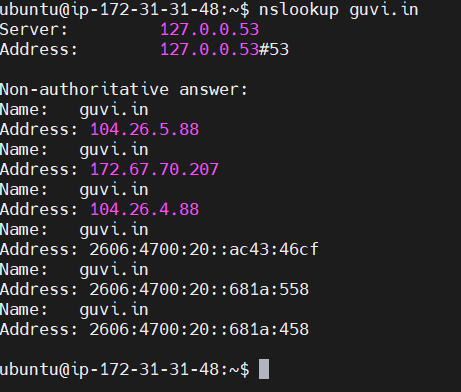 ubuntu@ip-172-31-31-48:~$ nslookup guvi.in
Server:         127.0.0.53
Address:        127.0.0.53#53

Non-authoritative answer:
Name:   guvi.in
Address: 104.26.5.88
Name:   guvi.in
Address: 172.67.70.207
Name:   guvi.in
Address: 104.26.4.88
Name:   guvi.in
Address: 2606:4700:20::ac43:46cf
Name:   guvi.in
Address: 2606:4700:20::681a:558
Name:   guvi.in
Address: 2606:4700:20::681a:458

ubuntu@ip-172-31-31-48:~$